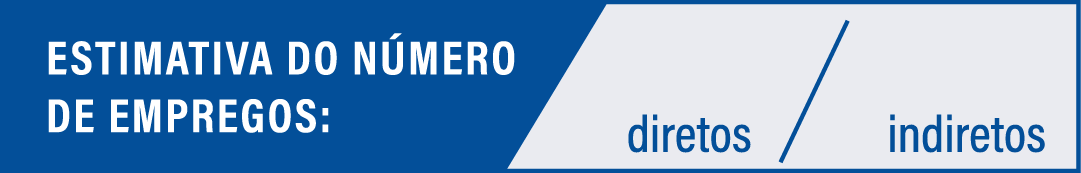 ESTIMATIVA DO NÚMERO
DE EMPREGOS:
diretos / indiretos